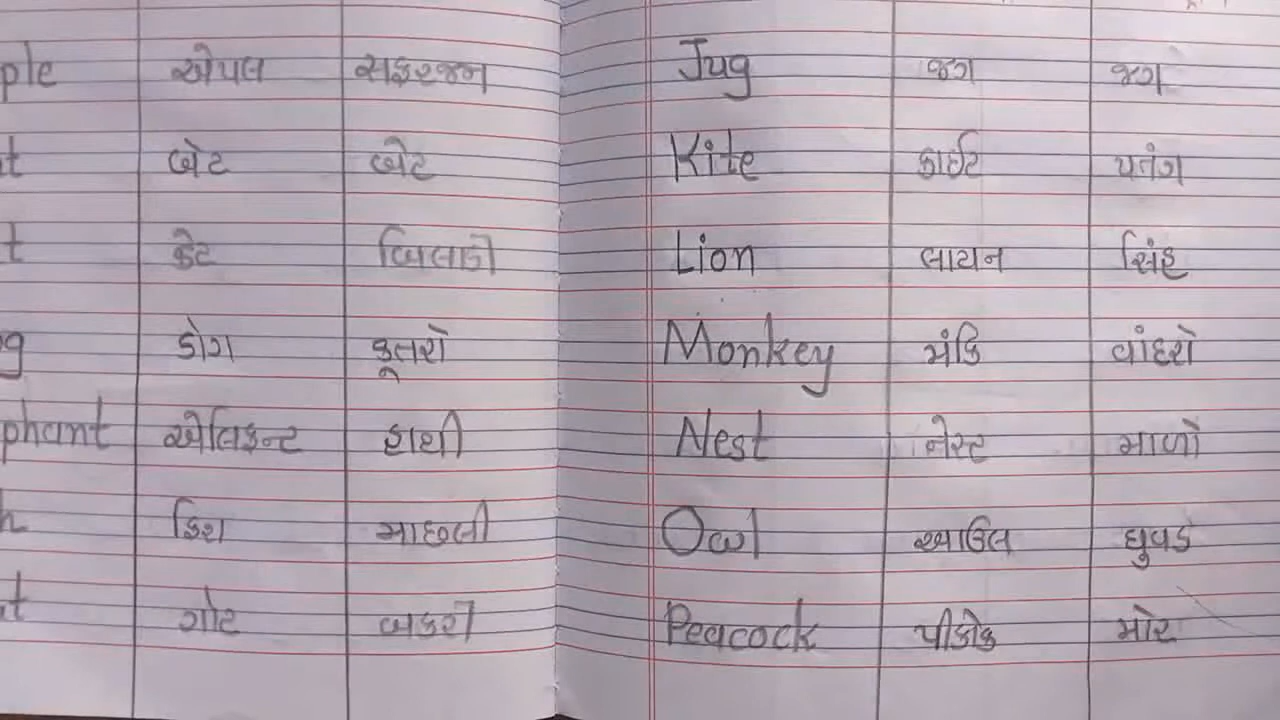 ple એપલ સફરજન
t બેટ બેટ
t કેટ બિલાડી
g ડોગ કૂતરો
phant એલિફન્ટ હાથી
h ફિશ માછલી
t ગોટ બકરી
Jug જગ જગ
Kite કાઈટ પતંગ
Lion લાયન સિંહ
Monkey મંકિ વાંદરો
Nest નેસ્ટ માળો
Owl આઉલ ઘુવડ
Peacock પીકોક મોર